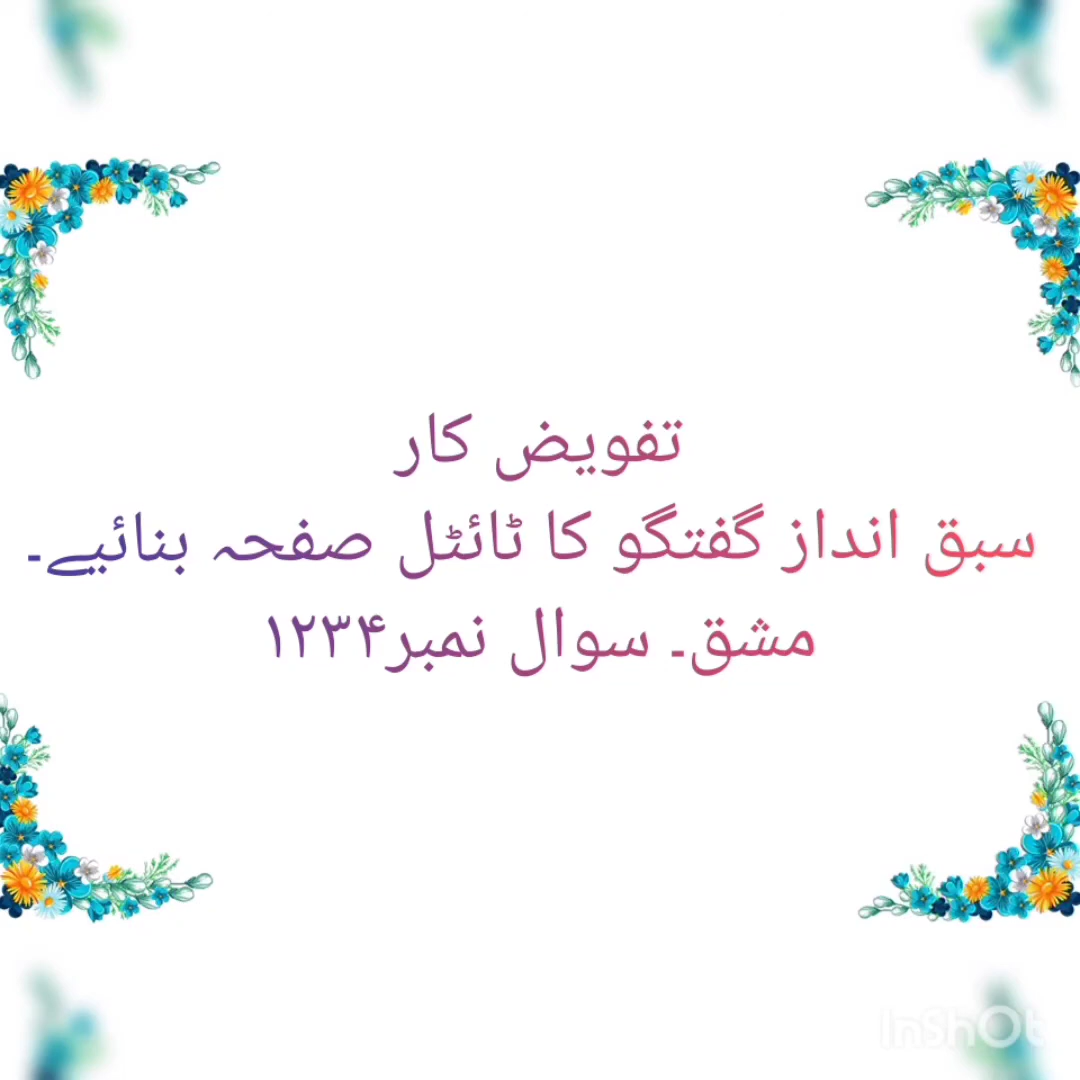 تفویض کار
سبق انداز گفتگو کا ٹائٹل صفحہ بنائیے۔
مشق۔ سوال نمبر۱۲۳۴
InShOt